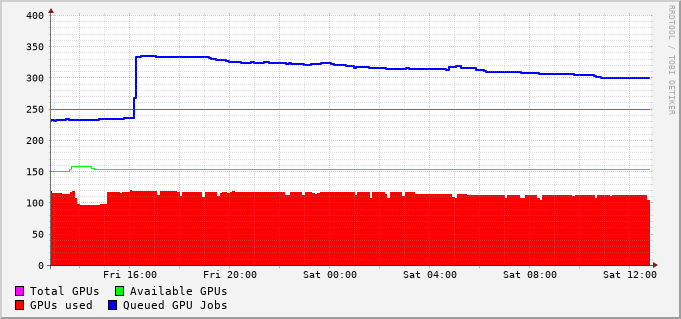 400
350
300
250
200
150
100
50
0
Fri 16:00 Fri 20:00 Sat 00:00 Sat 04:00 Sat 08:00 Sat 12:00
Total GPUs Available GPUs
GPUs used Queued GPU Jobs
RRDTOOL / TOBI OETIKER